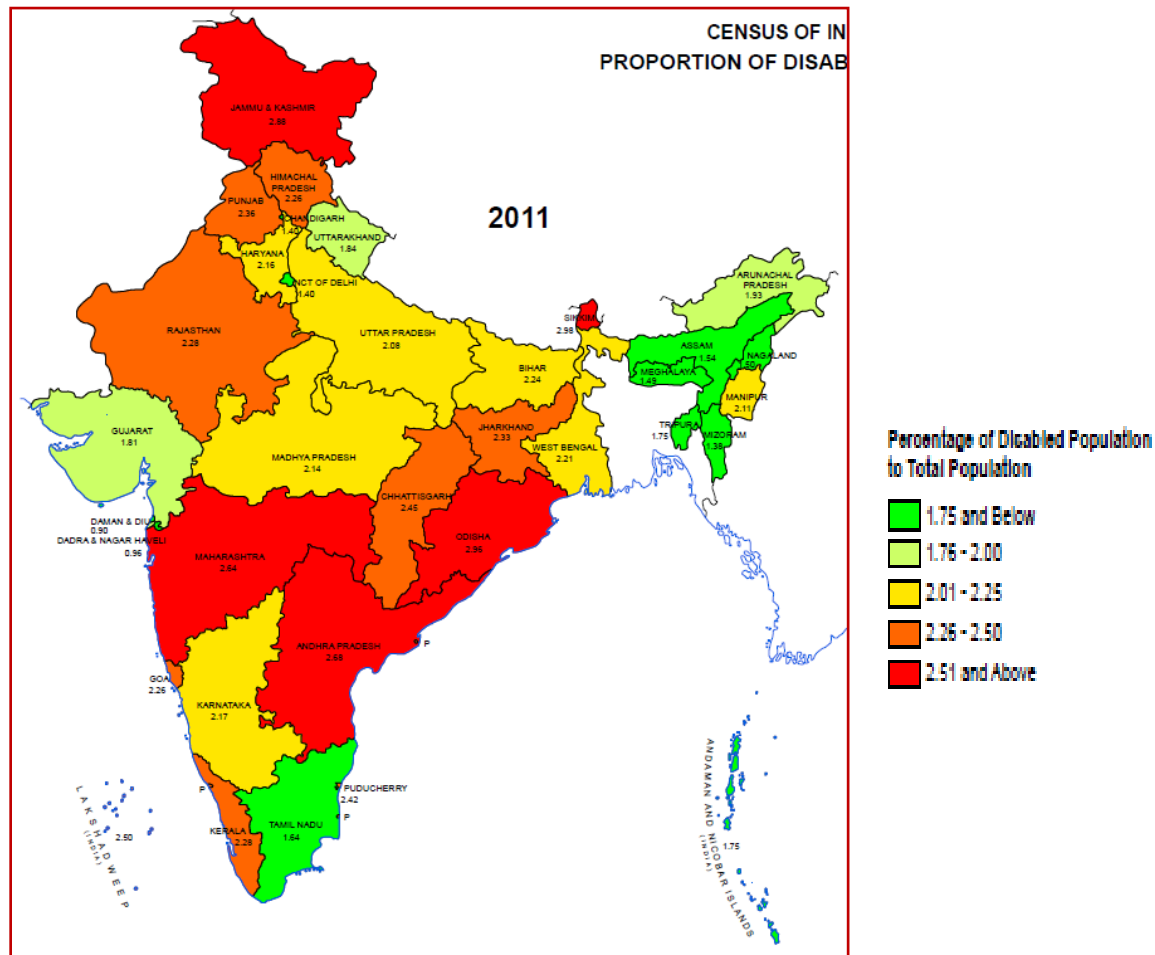 CENSUS OF IN
PROPORTION OF DISAB
2011
JAMMU & KASHMIR
2.98
HIMACHAL
PRADESH
2.26
PUNJAB
2.36
CHANDIGARH
1.40
UTTARAKHAND
1.84
HARYANA
2.16
NCT OF DELHI
1.40
ARUNACHAL
PRADESH
1.93
RAJASTHAN
2.28
UTTAR PRADESH
2.08
SIKKIM
2.98
ASSAM
1.54
NAGALAND
BIHAR
2.24
MEGHALAYA
1.49
MANIPUR
2.11
GUJARAT
1.81
JHARKHAND
2.33
TRIPURA
1.75
MIZORAM
1.38
WEST BENGAL
2.21
MADHYA PRADESH
2.14
CHHATTISGARH
2.45
DAMAN & DIU
0.90
DADRA & NAGAR HAVELI
0.96
ODISHA
2.96
MAHARASHTRA
2.64
ANDHRA PRADESH
2.68
P
GOA
2.26
KARNATAKA
2.17
P
PUDUCHERRY
2.42
P
TAMIL NADU
1.64
KERALA
2.28
LAKSHADWEEP
(INDIA)
2.50
ANDAMAN AND NICOBAR ISLANDS
(INDIA)
1.75
Percentage of Disabled Population
to Total Population
1.75 and Below
1.76 - 2.00
2.01 - 2.25
2.26 - 2.50
2.51 and Above